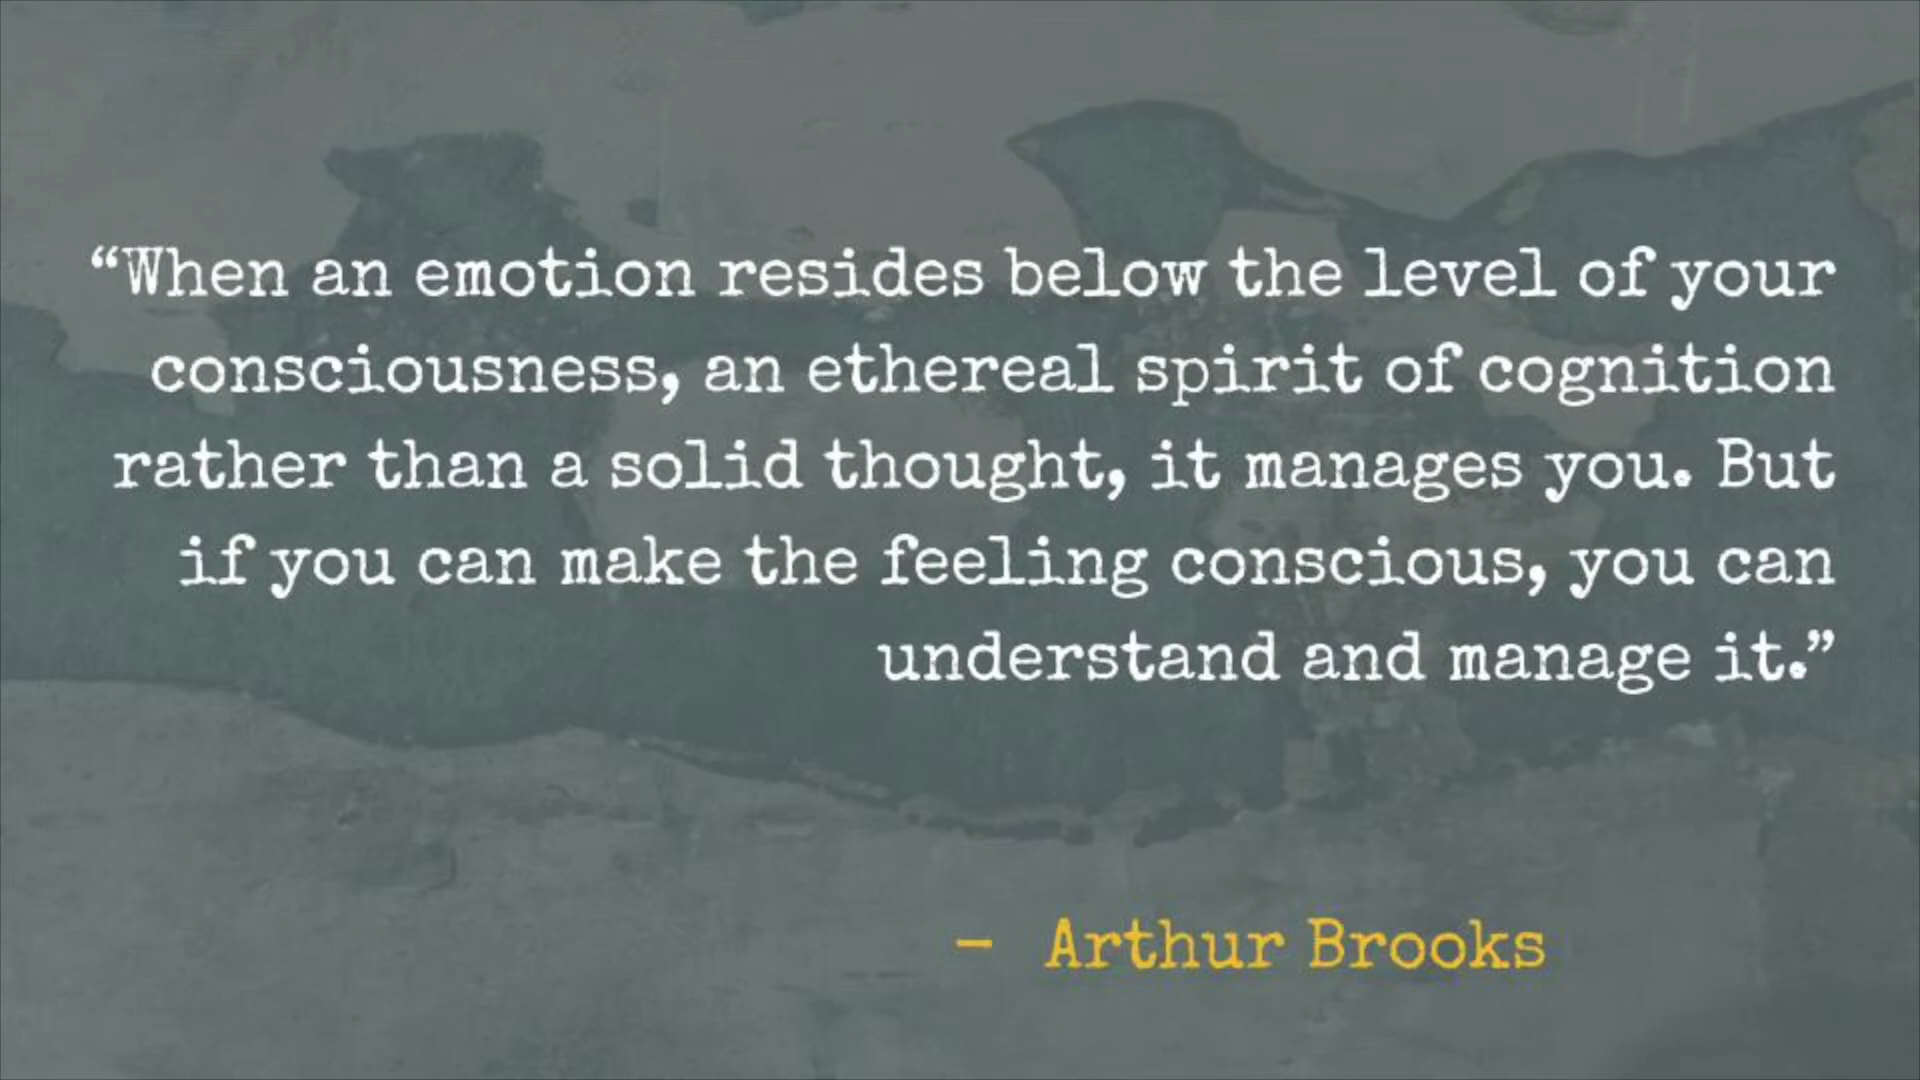 “When an emotion resides below the level of your
consciousness, an ethereal spirit of cognition
rather than a solid thought, it manages you. But
if you can make the feeling conscious, you can
understand and manage it.”
- Arthur Brooks